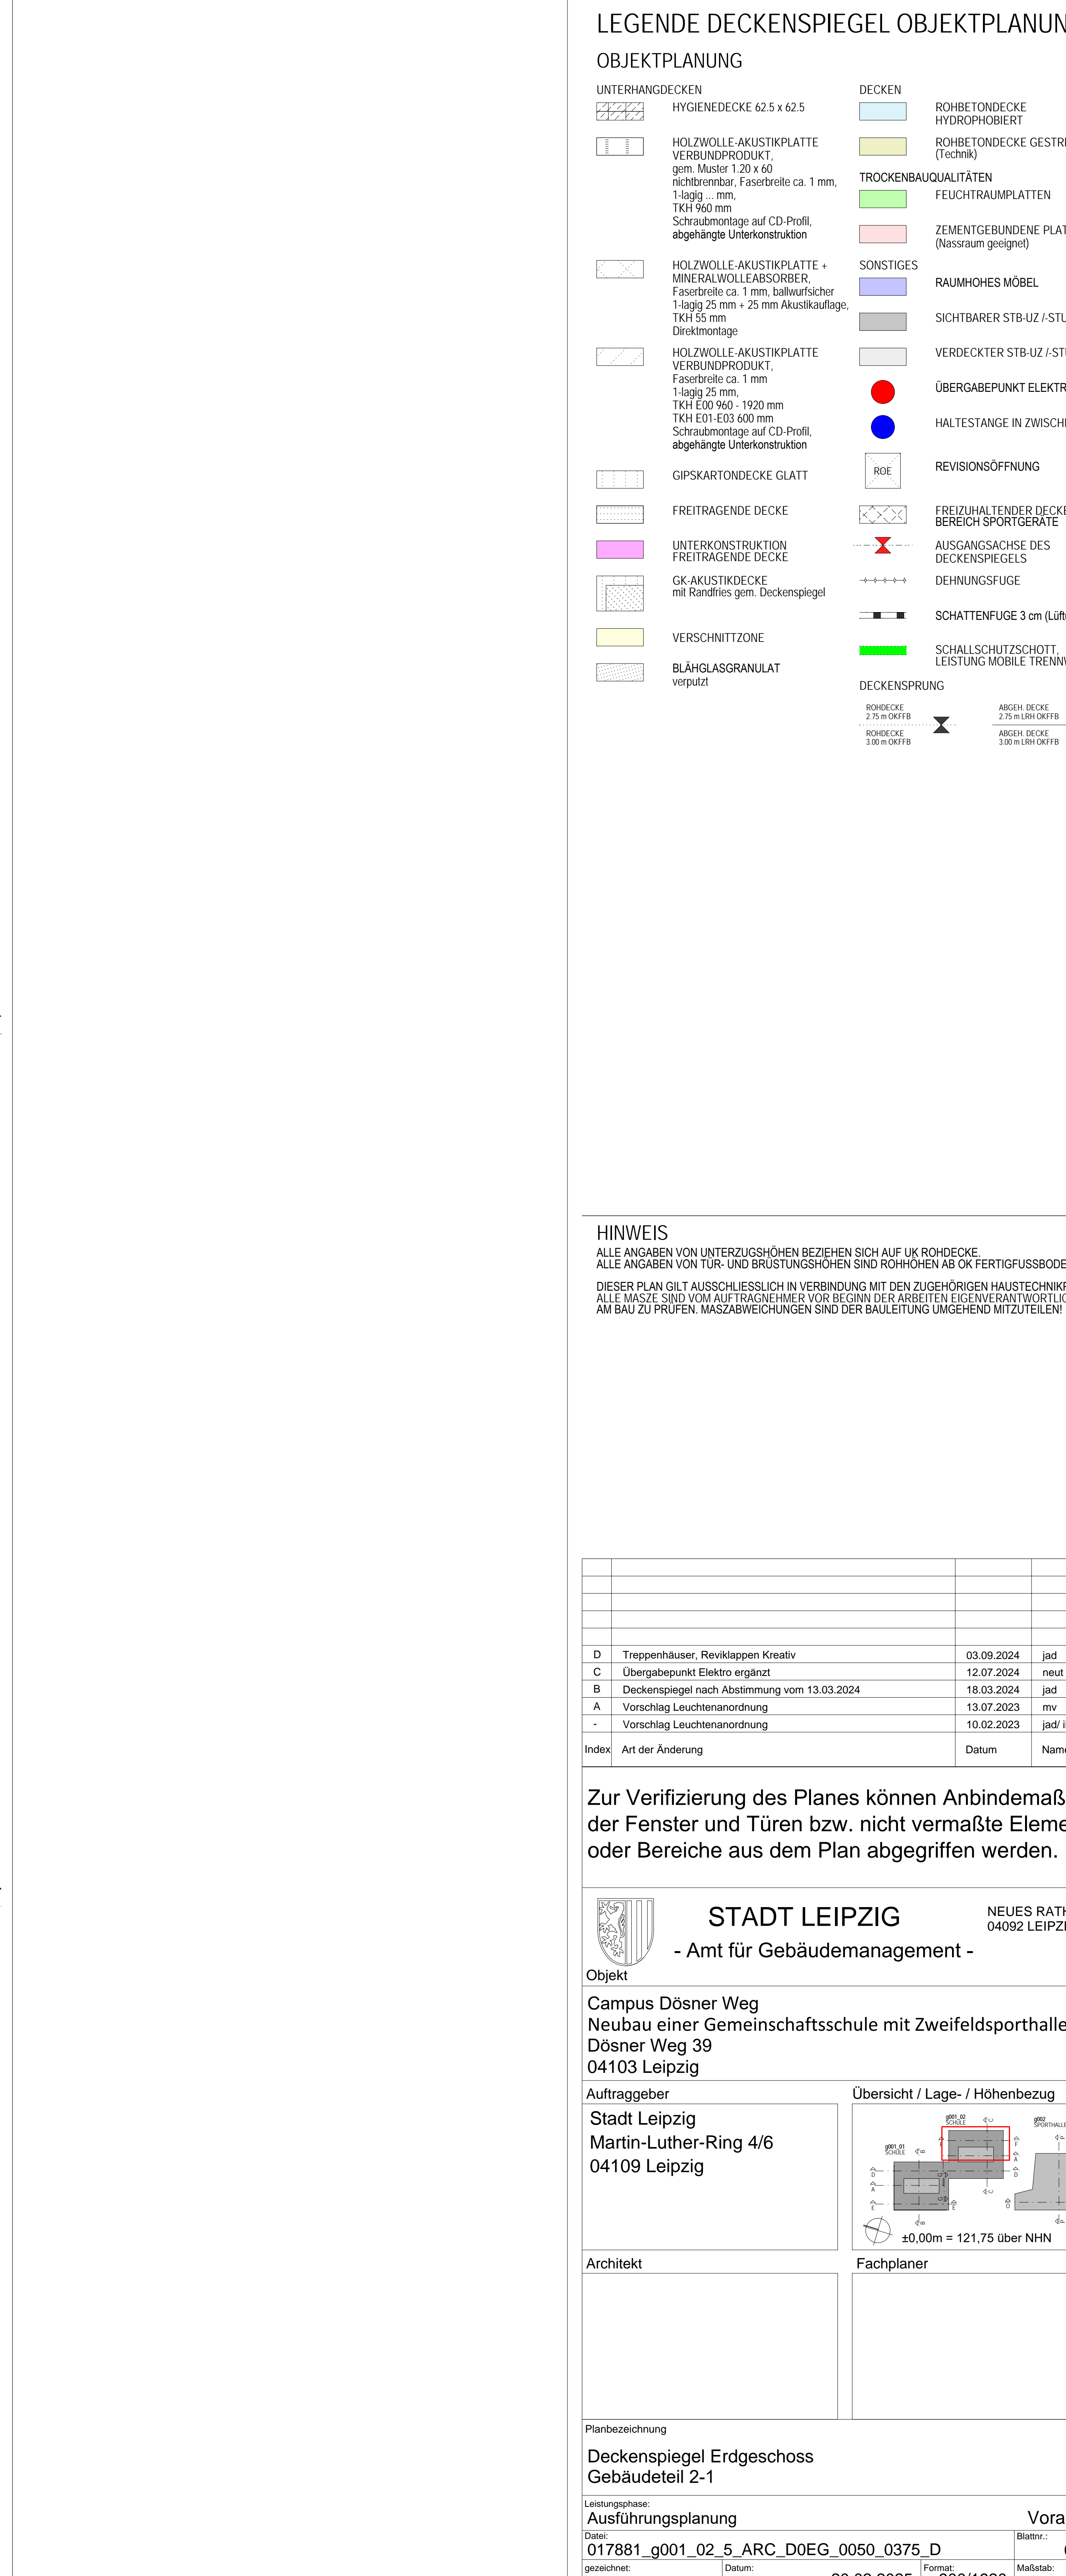 LEGENDE DECKENSPIEGEL OBJEKTPLANUN
OBJEKTPLANUNG
UNTERHANGDECKEN
HYGIENEDECKE 62.5 x 62.5
HOLZWOLLE-AKUSTIKPLATTE
VERBUNDPRODUKT,
gem. Muster 1.20 x 60
nichtbrennbar, Faserbreite ca. 1 mm,
1-lagig ... mm,
TKH 960 mm
Schraubmontage auf CD-Profil,
abgehängte Unterkonstruktion
HOLZWOLLE-AKUSTIKPLATTE +
MINERALWOLLEABSORBER,
Faserbreite ca. 1 mm, ballwurfsicher
1-lagig 25 mm + 25 mm Akustikauflage,
TKH 55 mm
Direktmontage
HOLZWOLLE-AKUSTIKPLATTE
VERBUNDPRODUKT,
Faserbreite ca. 1 mm
1-lagig 25 mm,
TKH E00 960 - 1920 mm
TKH E01-E03 600 mm
Schraubmontage auf CD-Profil,
abgehängte Unterkonstruktion
GIPSKARTONDECKE GLATT
FREITRAGENDE DECKE
UNTERKONSTRUKTION
FREITRAGENDE DECKE
GK-AKUSTIKDECKE
mit Randfries gem. Deckenspiegel
VERSCHNITTZONE
BLÄHGLASGRANULAT
verputzt
DECKEN
ROHBETONDECKE
HYDROPHOBIERT
ROHBETONDECKE GESTRI
(Technik)
TROCKENBAUQUALITÄTEN
FEUCHTRAUMPLATTEN
ZEMENTGEBUNDENE PLAT
(Nassraum geeignet)
SONSTIGES
RAUMHOHES MÖBEL
SICHTBARER STB-UZ /-STU
VERDECKTER STB-UZ /-STU
ÜBERGABEPUNKT ELEKTR
HALTESTANGE IN ZWISCHE
ROE
REVISIONSÖFFNUNG
FREIZUHALTENDER DECKE
BEREICH SPORTGERÄTE
AUSGANGSACHSE DES
DECKENSPIEGELS
DEHNUNGSFUGE
SCHATTENFUGE 3 cm (Lüft
SCHALLSCHUTZSCHOTT,
LEISTUNG MOBILE TRENNW
DECKENSPRUNG
ROHDECKE
2.75 m OKFFB
ROHDECKE
3.00 m OKFFB
ABGEH. DECKE
2.75 m LRH OKFFB
ABGEH. DECKE
3.00 m LRH OKFFB
HINWEIS
ALLE ANGABEN VON UNTERZUGSHÖHEN BEZIEHEN SICH AUF UK ROHDECKE.
ALLE ANGABEN VON TÜR- UND BRÜSTUNGSHÖHEN SIND ROHHÖHEN AB OK FERTIGFUSSBODE
DIESER PLAN GILT AUSSCHLIESSLICH IN VERBINDUNG MIT DEN ZUGEHÖRIGEN HAUSTECHNIKP
ALLE MASZE SIND VOM AUFTRAGNEHMER VOR BEGINN DER ARBEITEN EIGENVERANTWORTLIC
AM BAU ZU PRÜFEN. MASZABWEICHUNGEN SIND DER BAULEITUNG UMGEHEND MITZUTEILEN!
D Treppenhäuser, Reviklappen Kreativ 03.09.2024 jad
C Übergabepunkt Elektro ergänzt 12.07.2024 neut
B Deckenspiegel nach Abstimmung vom 13.03.2024 18.03.2024 jad
A Vorschlag Leuchtenanordnung 13.07.2023 mv
- Vorschlag Leuchtenanordnung 10.02.2023 jad/ i
Index Art der Änderung Datum Name
Zur Verifizierung des Planes können Anbindemaß
der Fenster und Türen bzw. nicht vermaßte Eleme
oder Bereiche aus dem Plan abgegriffen werden.
STADT LEIPZIG
- Amt für Gebäudemanagement -
NEUES RATH
04092 LEIPZI
Objekt
Campus Dösner Weg
Neubau einer Gemeinschaftsschule mit Zweifeldsporthalle
Dösner Weg 39
04103 Leipzig
Auftraggeber
Stadt Leipzig
Martin-Luther-Ring 4/6
04109 Leipzig
Übersicht / Lage- / Höhenbezug
g001_02
SCHULE
g002
SPORTHALLE
g001_01
SCHULE
±0,00m = 121,75 über NHN
Architekt
Fachplaner
Planbezeichnung
Deckenspiegel Erdgeschoss
Gebäudeteil 2-1
Leistungsphase:
Ausführungsplanung
Vora
Datei:
017881_g001_02_5_ARC_D0EG_0050_0375_D
Blattnr.:
gezeichnet:
Datum:
Format:
Maßstab: